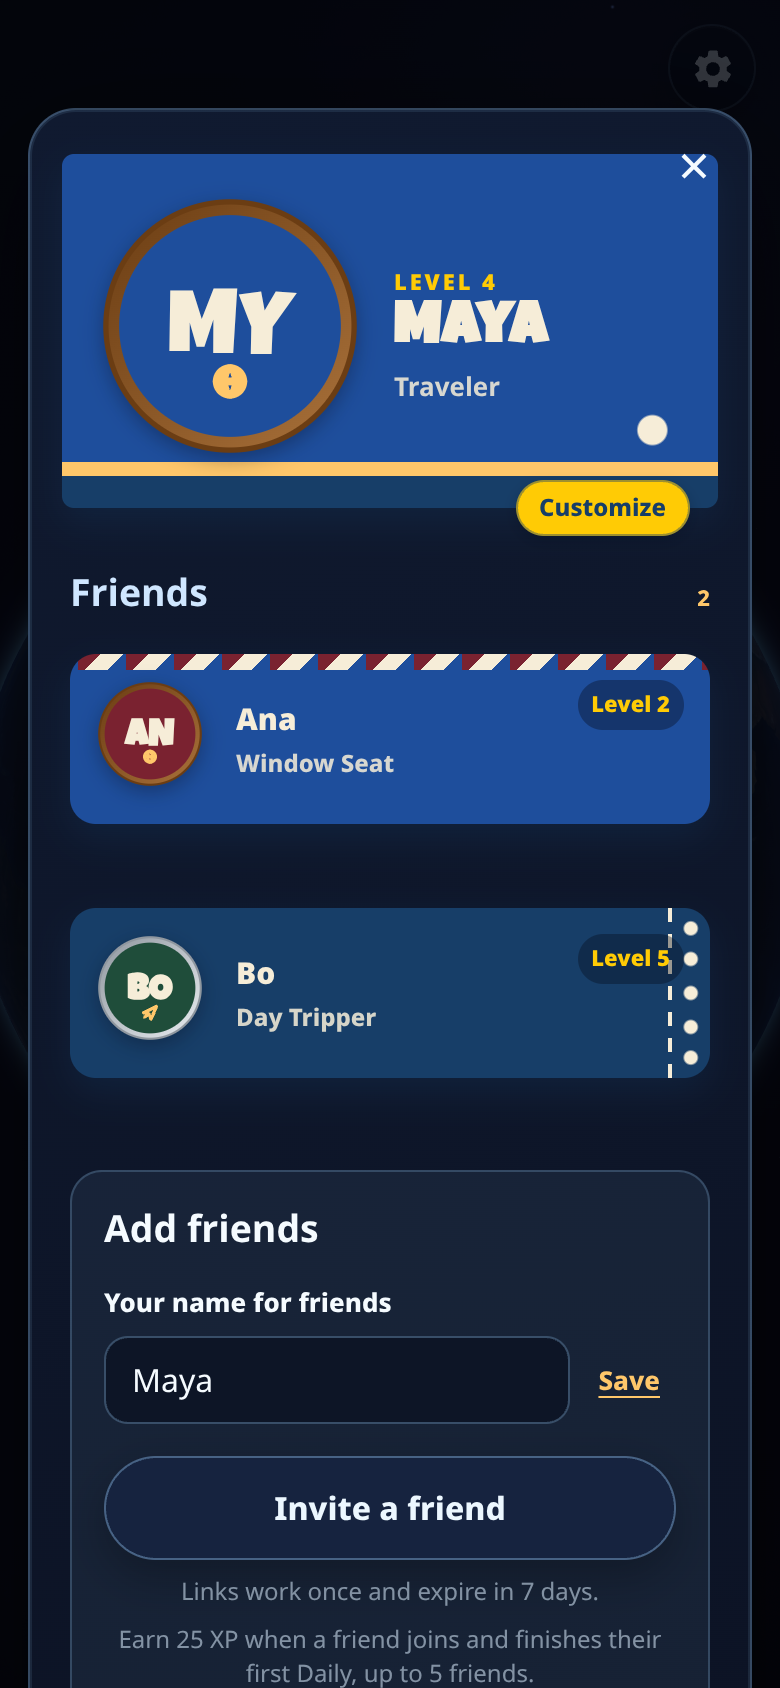 MY
LEVEL 4
MAYA
Traveler
Customize
Friends
2
AN
Ana
Window Seat
Level 2
BO
Bo
Day Tripper
Level 5
Add friends
Your name for friends
Maya
Save
Invite a friend
Links work once and expire in 7 days.
Earn 25 XP when a friend joins and finishes their
first Daily, up to 5 friends.